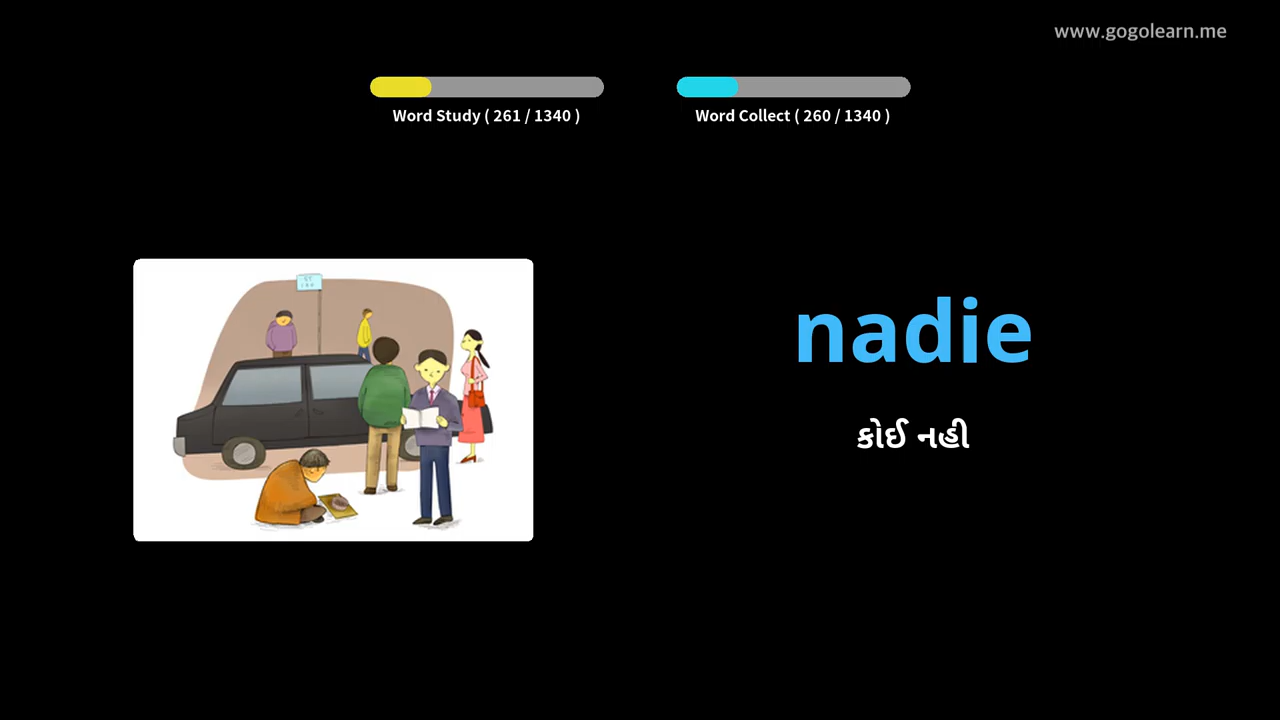 www.gogolearn.me
Word Study ( 261 / 1340 )
Word Collect ( 260 / 1340 )
nadie
કોઈ નહી